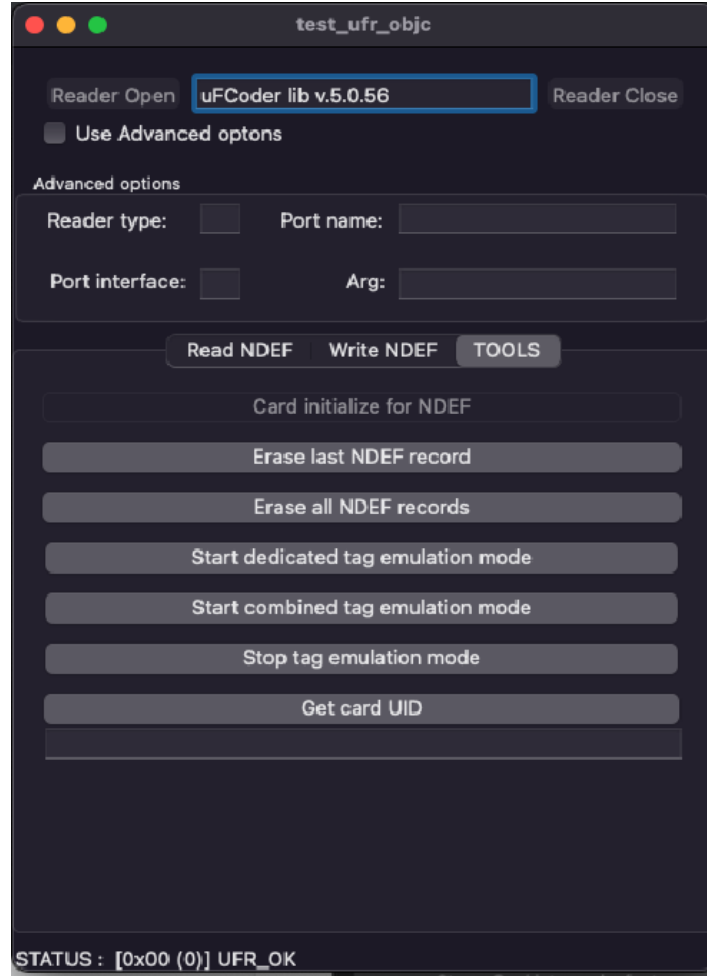 test_ufr_objc
Reader Open uFCoder lib v.5.0.56 Reader Close
Use Advanced optons
Advanced options
Reader type: Port name:
Port interface: Arg:
Read NDEF Write NDEF TOOLS
Card initialize for NDEF
Erase last NDEF record
Erase all NDEF records
Start dedicated tag emulation mode
Start combined tag emulation mode
Stop tag emulation mode
Get card UID
STATUS : [0x00 (0)] UFR_OK